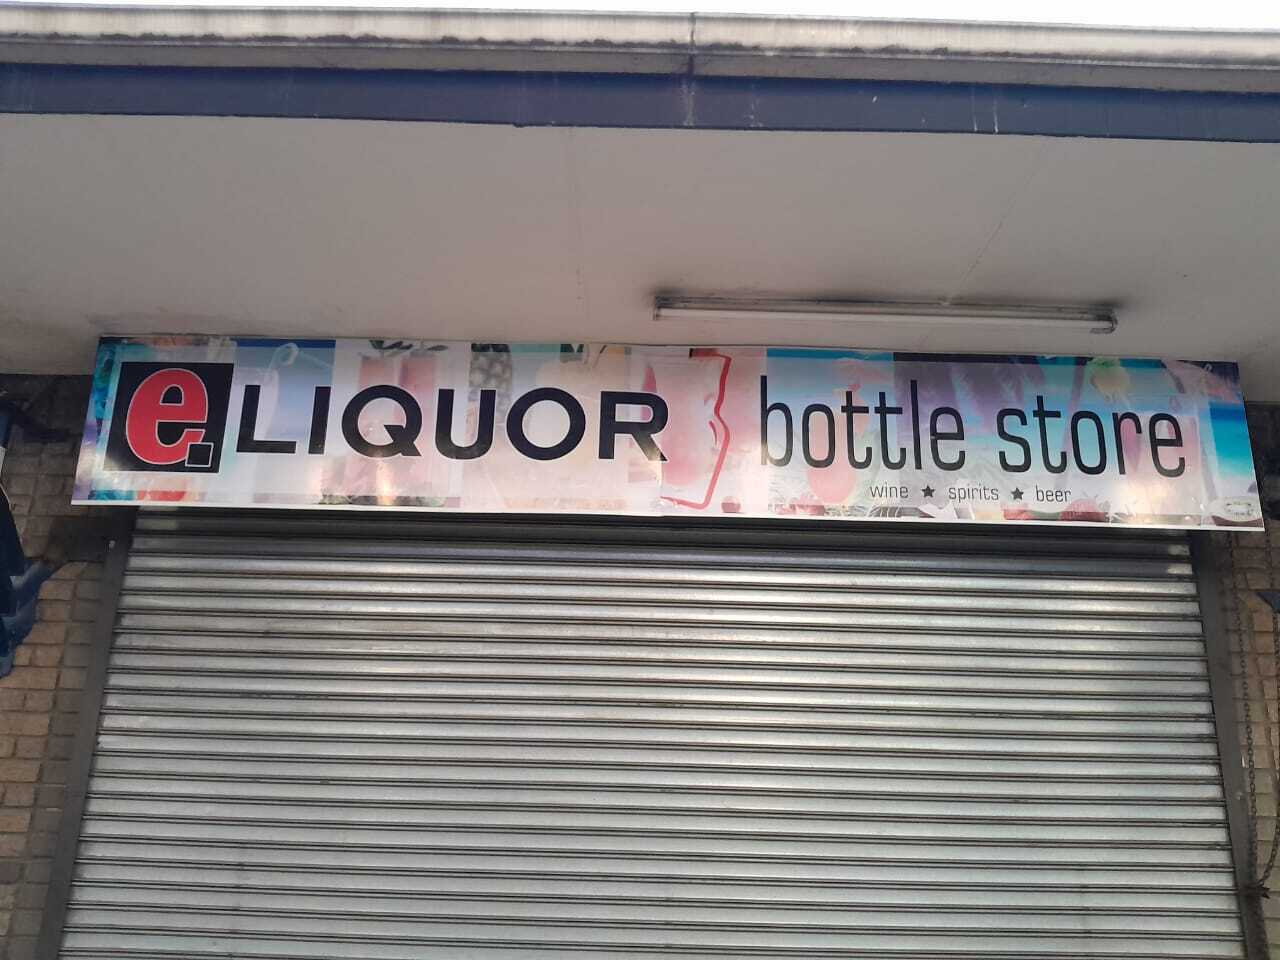 e. LIQUOR bottle store
wine ★ spirits ★ beer